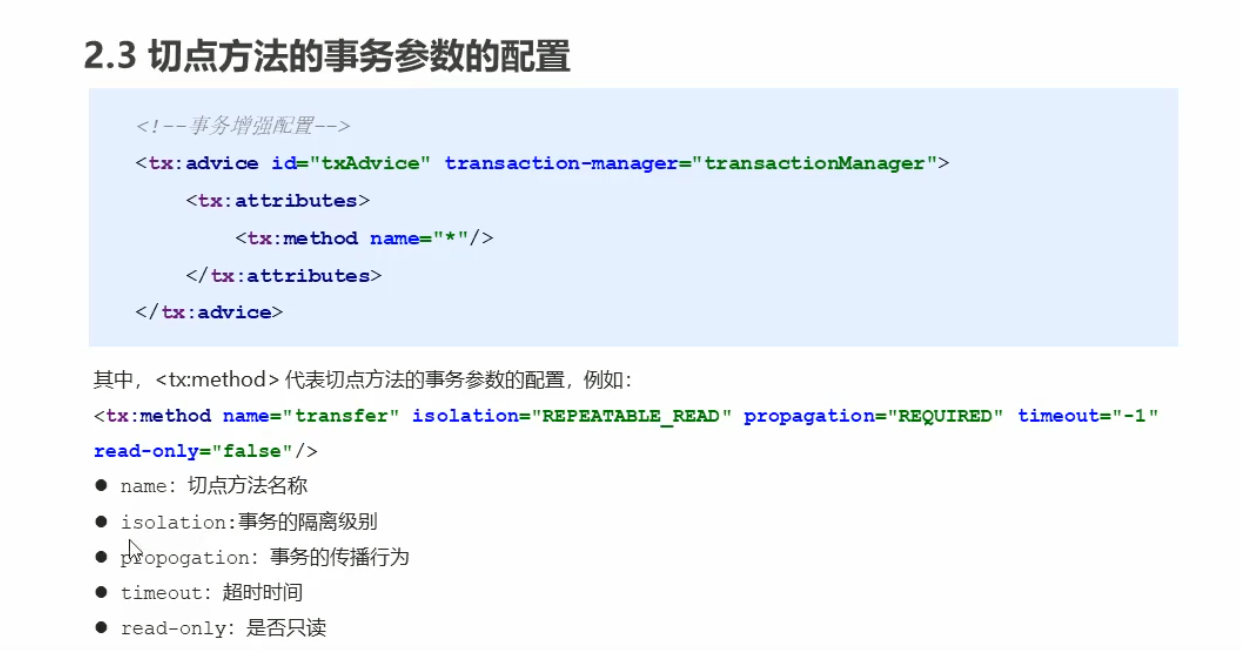 2.3 切点方法的事务参数的配置
<!--事务增强配置-->
<tx:advice id="txAdvice" transaction-manager="transactionManager">
<tx:attributes>
<tx:method name="*"/>
</tx:attributes>
</tx:advice>
其中，<tx:method> 代表切点方法的事务参数的配置，例如：
<tx:method name="transfer" isolation="REPEATABLE_READ" propagation="REQUIRED" timeout="-1"
read-only="false"/>
● name：切点方法名称
● isolation:事务的隔离级别
● propogation：事务的传播行为
● timeout：超时时间
● read-only：是否只读